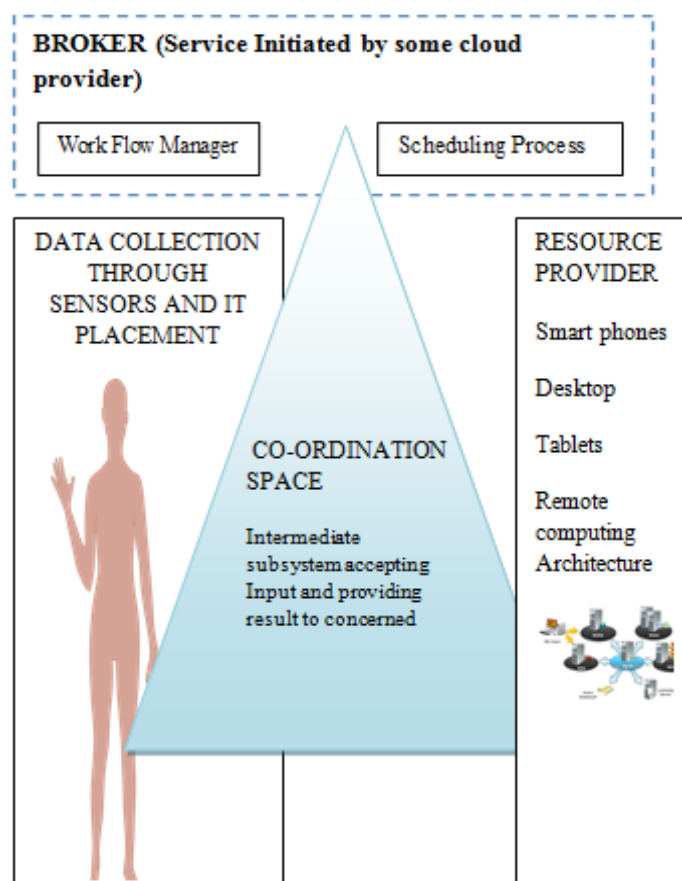 BROKER (Service Initiated by some cloud
provider)
Work Flow Manager
Scheduling Process
DATA COLLECTION
THROUGH
SENSORS AND IT
PLACEMENT
CO-ORDINATION
SPACE
Intermediate
subsystem accepting
Input and providing
result to concerned
RESOURCE
PROVIDER
Smart phones
Desktop
Tablets
Remote
computing
Architecture